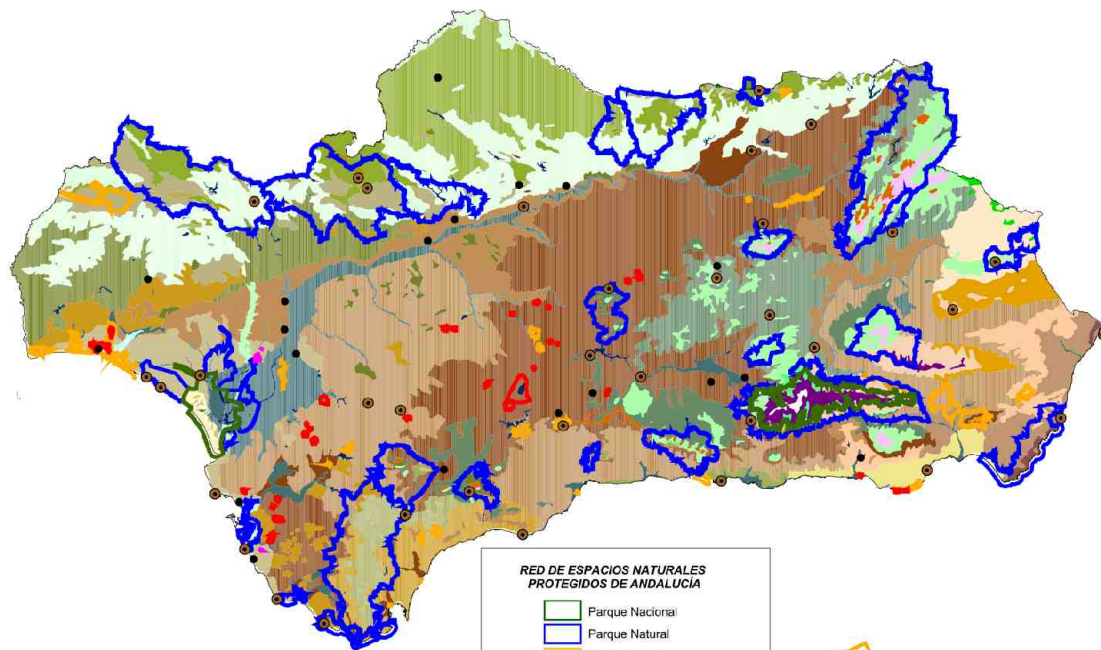 RED DE ESPACIOS NATURALES
PROTEGIDOS DE ANDALUCÍA
Parque Nacional
Parque Natural